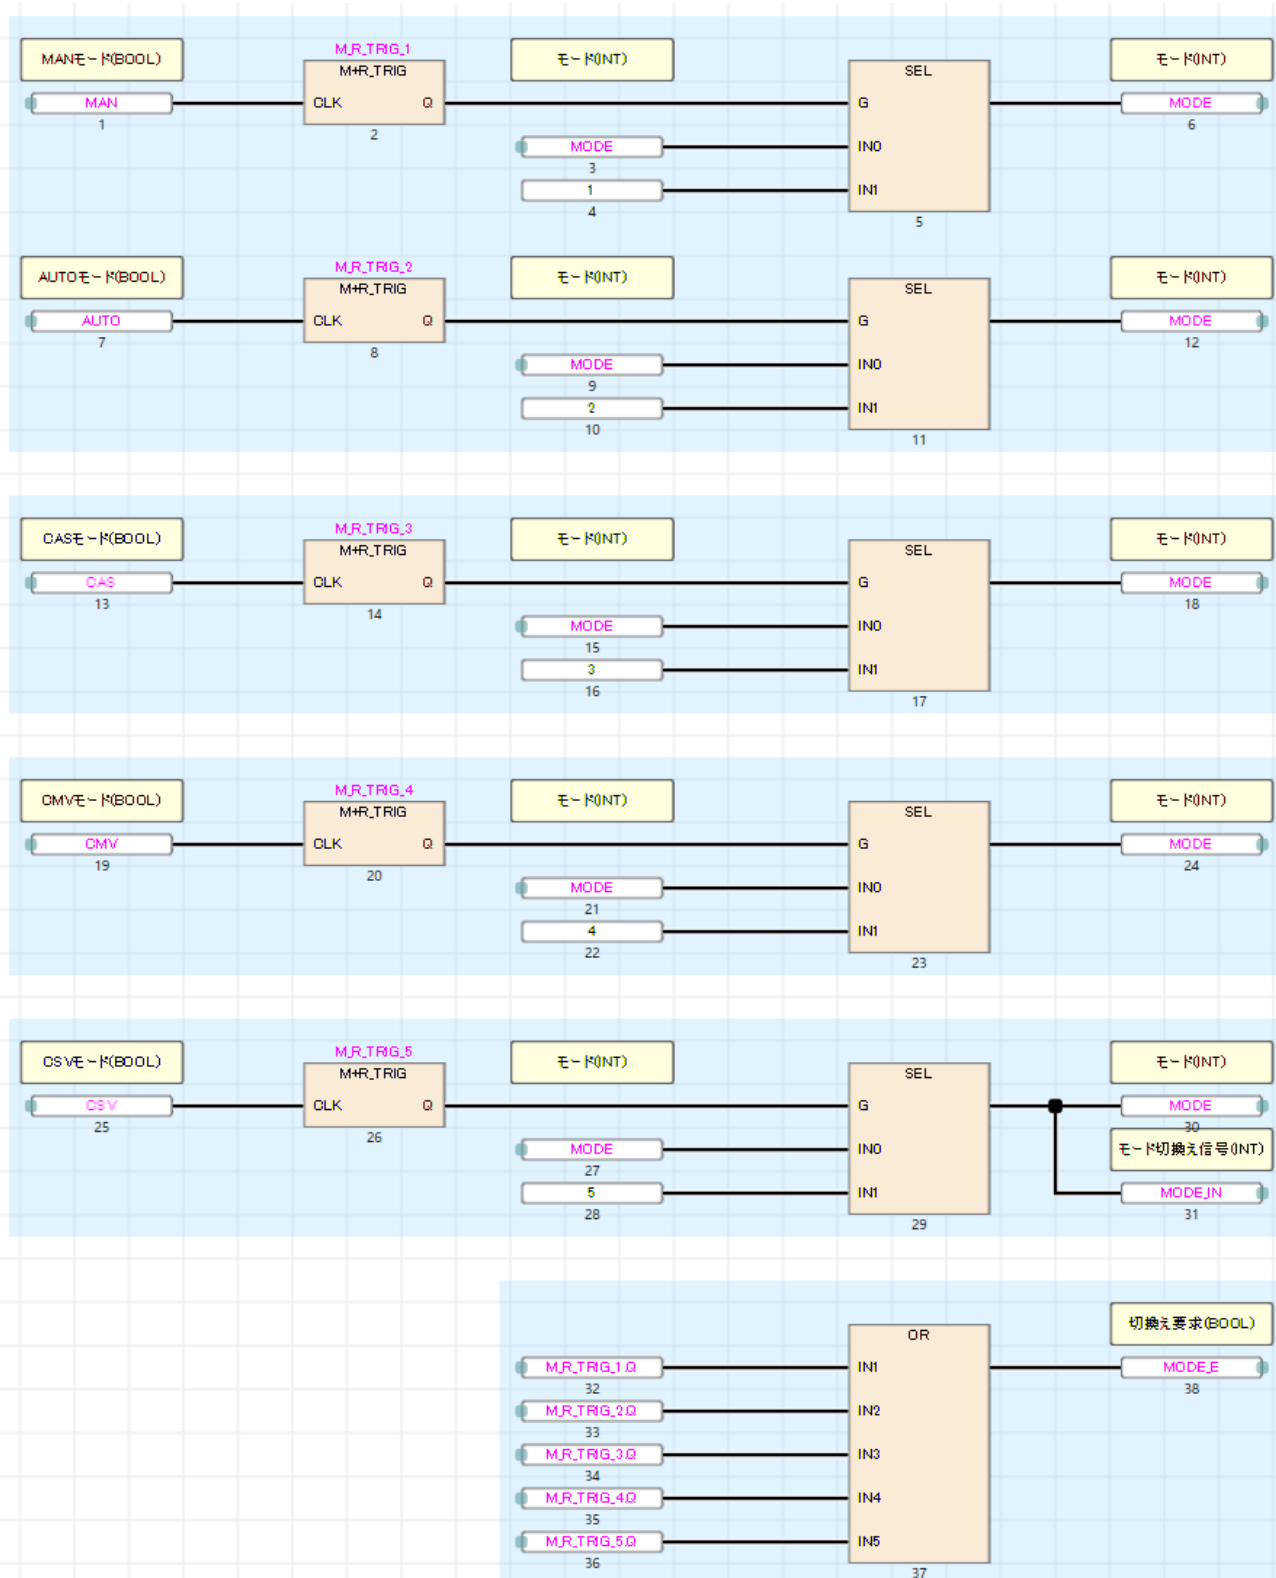 MANモード(BOOL)
M_R_TRIG_1
モード(INT)
モード(INT)
M+R_TRIG
SEL
MAN
CLK
Q
G
MODE
1
2
6
MODE
IN0
3
1
IN1
4
5
AUTOモード(BOOL)
M_R_TRIG_2
モード(INT)
モード(INT)
M+R_TRIG
SEL
AUTO
CLK
Q
G
MODE
7
8
12
MODE
IN0
9
2
IN1
10
11
CASモード(BOOL)
M_R_TRIG_3
モード(INT)
モード(INT)
M+R_TRIG
SEL
CAS
CLK
Q
G
MODE
13
14
18
MODE
IN0
15
3
IN1
16
17
CMVモード(BOOL)
M_R_TRIG_4
モード(INT)
モード(INT)
M+R_TRIG
SEL
CMV
CLK
Q
G
MODE
19
20
24
MODE
IN0
21
4
IN1
22
23
CSVモード(BOOL)
M_R_TRIG_5
モード(INT)
モード(INT)
M+R_TRIG
SEL
CSV
CLK
Q
G
MODE
25
26
30
MODE
IN0
モード切換え信号(INT)
27
5
IN1
MODE_IN
28
29
31
切換え要求(BOOL)
OR
M_R_TRIG_1.Q
IN1
MODE_E
32
38
M_R_TRIG_2.Q
IN2
33
M_R_TRIG_3.Q
IN3
34
M_R_TRIG_4.Q
IN4
35
M_R_TRIG_5.Q
IN5
36
37